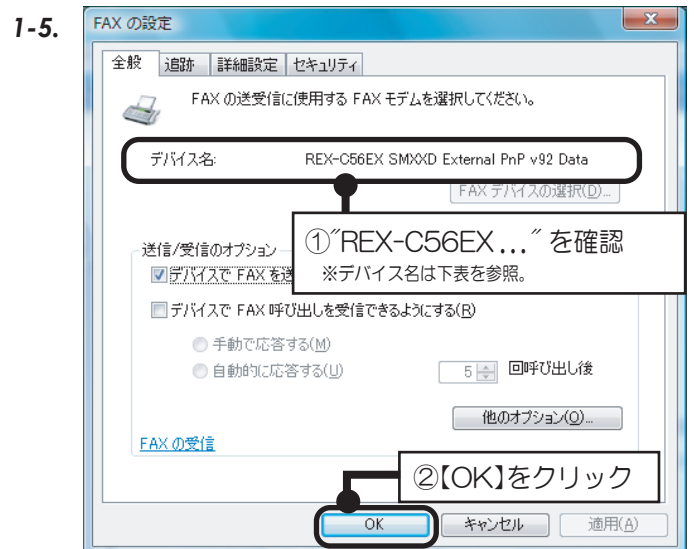 1-5.
FAX の設定
全般 追跡 詳細設定 セキュリティ
FAX の送受信に使用する FAX モデムを選択してください。
デバイス名: REX-C56EX SMXXD External PnP v92 Data
FAX デバイスの選択(D)...
①"REX-C56EX..." を確認
※デバイス名は下表を参照。
送信/受信のオプション
デバイスで FAX を送
デバイスで FAX 呼び出しを受信できるようにする(R)
手動で応答する(M)
自動的に応答する(U) 5 回呼び出し後
他のオプション(O)...
FAX の受信
②【OK】をクリック
OK キャンセル 適用(A)